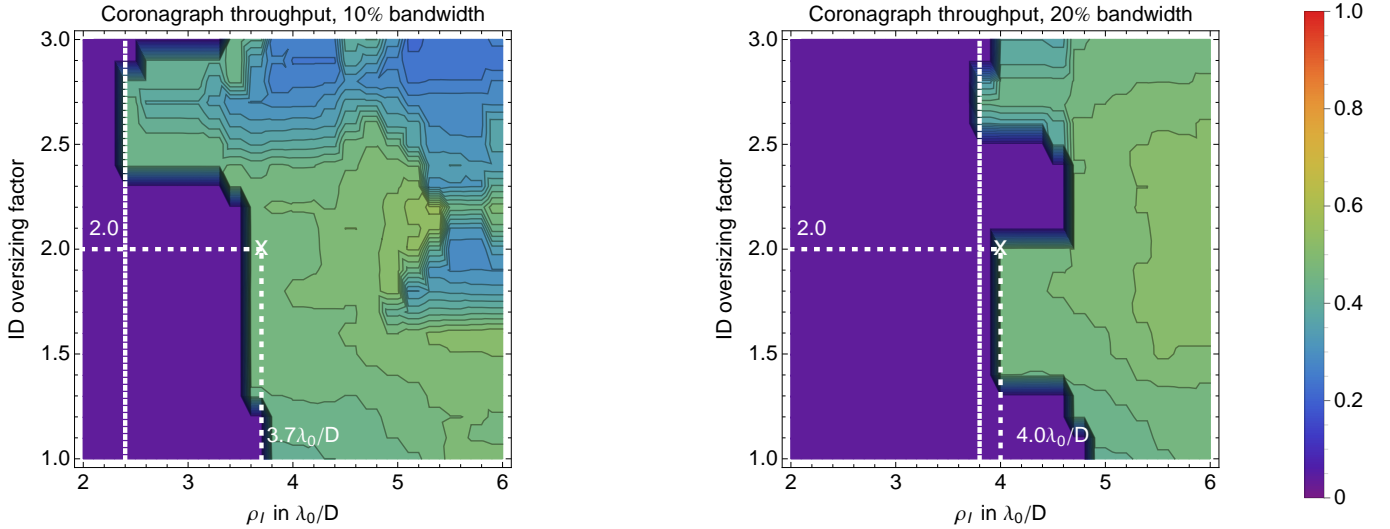 Coronagraph throughput, 10% bandwidth
3.0
2.5
2.0
1.5
1.0
ID oversizing factor
2.0
X
3.7λ₀/D
2
3
4
5
6
ρ_I in λ₀/D
Coronagraph throughput, 20% bandwidth
3.0
2.5
2.0
1.5
1.0
ID oversizing factor
2.0
X
4.0λ₀/D
2
3
4
5
6
ρ_I in λ₀/D
1.0
0.8
0.6
0.4
0.2
0